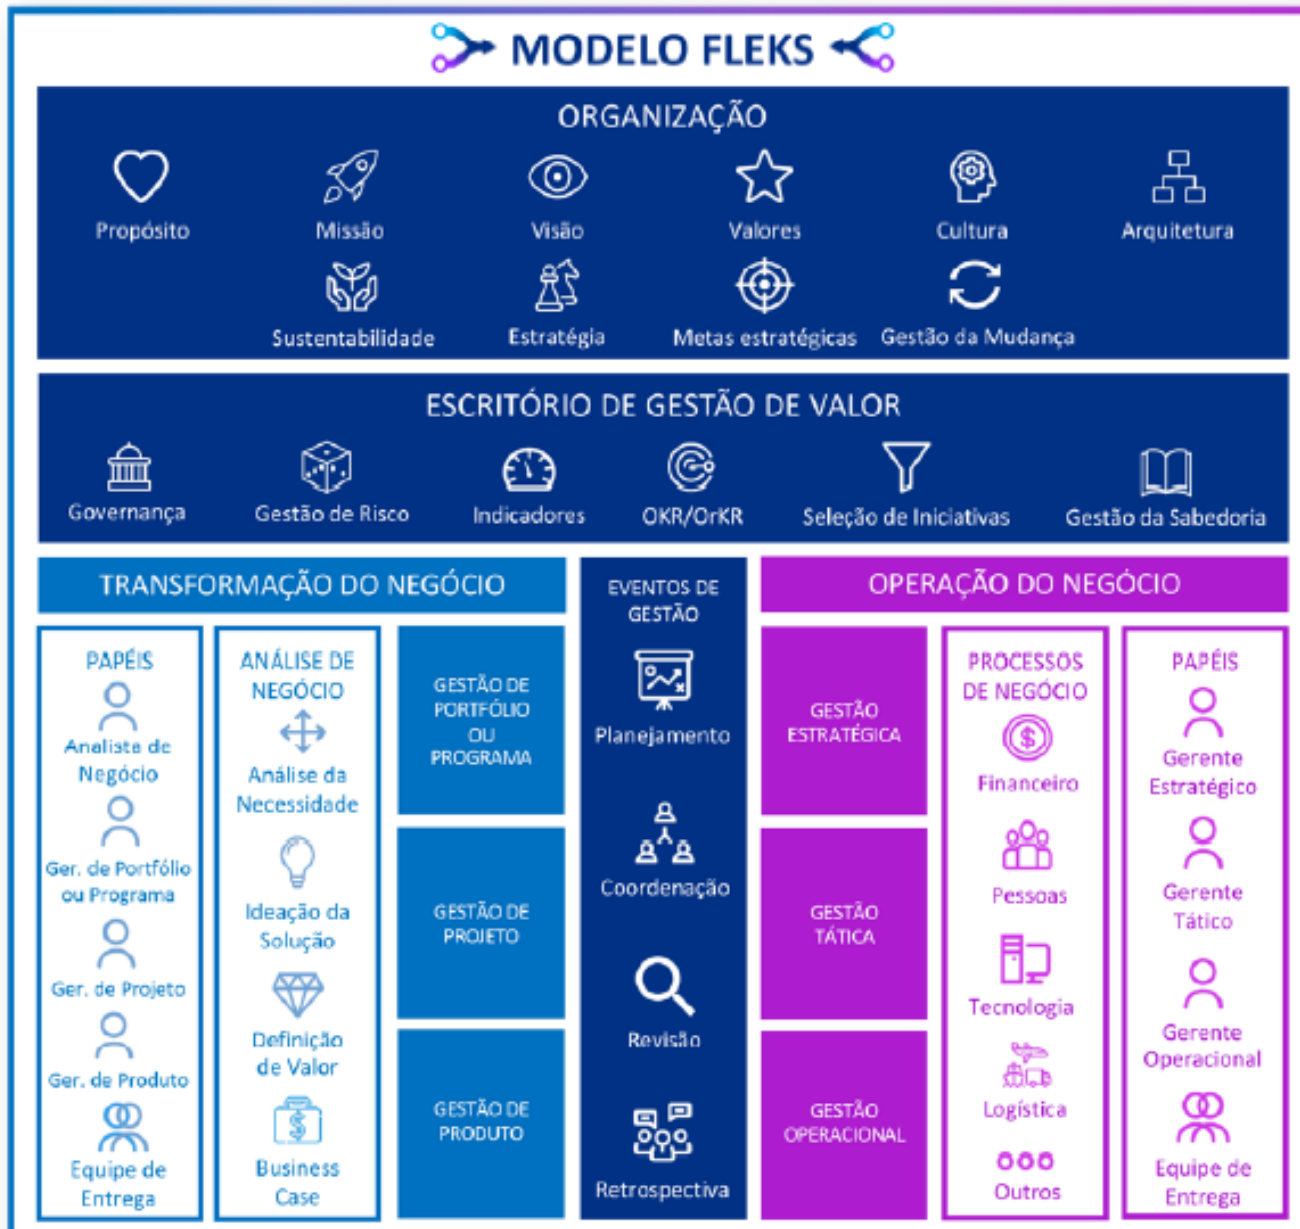 MODELO FLEKS
ORGANIZAÇÃO
Propósito
Missão
Visão
Valores
Cultura
Arquitetura
Sustentabilidade
Estratégia
Metas estratégicas
Gestão da Mudança
ESCRITÓRIO DE GESTÃO DE VALOR
Governança
Gestão de Risco
Indicadores
OKR/OrKR
Seleção de Iniciativas
Gestão da Sabedoria
TRANSFORMAÇÃO DO NEGÓCIO
PAPÉIS
Analista de
Negócio
Ger. de Portfólio
ou Programa
Ger. de Projeto
Ger. de Produto
Equipe de
Entrega
ANÁLISE DE
NEGÓCIO
Análise da
Necessidade
Ideação da
Solução
Definição
de Valor
Business
Case
GESTÃO DE
PORTFÓLIO
OU
PROGRAMA
GESTÃO DE
PROJETO
GESTÃO DE
PRODUTO
EVENTOS DE
GESTÃO
Planejamento
Coordenação
Revisão
Retrospectiva
OPERAÇÃO DO NEGÓCIO
GESTÃO
ESTRATÉGICA
GESTÃO
TÁTICA
GESTÃO
OPERACIONAL
PROCESSOS
DE NEGÓCIO
Financeiro
Pessoas
Tecnologia
Logística
Outros
PAPÉIS
Gerente
Estratégico
Gerente
Tático
Gerente
Operacional
Equipe de
Entrega